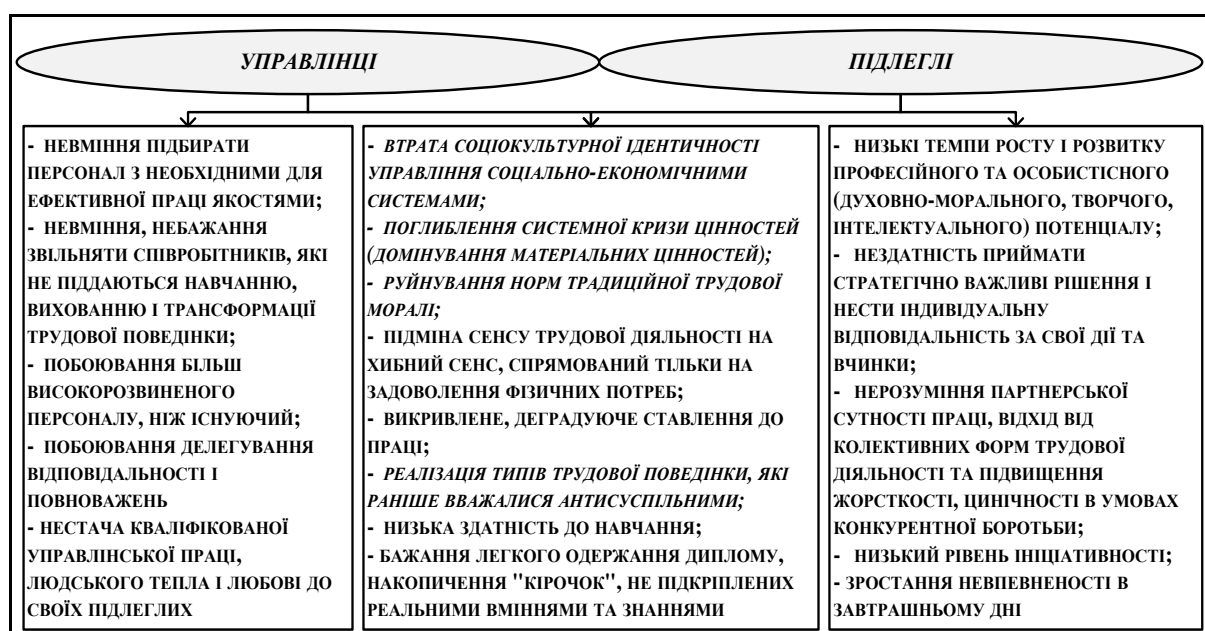 УПРАВЛІНЦІ
ПІДЛЕГЛІ
- НЕВМІННЯ ПІДБИРАТИ
ПЕРСОНАЛ З НЕОБХІДНИМИ ДЛЯ
ЕФЕКТИВНОЇ ПРАЦІ ЯКОСТЯМИ;
- НЕВМІННЯ, НЕБАЖАННЯ
ЗВІЛЬНЯТИ СПІВРОБІТНИКІВ, ЯКІ
НЕ ПІДДАЮТЬСЯ НАВЧАННЮ,
ВИХОВАННЮ І ТРАНСФОРМАЦІЇ
ТРУДОВОЇ ПОВЕДІНКИ;
- ПОБОЮВАННЯ БІЛЬШ
ВИСОКОРОЗВИНЕНОГО
ПЕРСОНАЛУ, НІЖ ІСНУЮЧИЙ;
- ПОБОЮВАННЯ ДЕЛЕГУВАННЯ
ВІДПОВІДАЛЬНОСТІ І
ПОВНОВАЖЕНЬ
- НЕСТАЧА КВАЛІФІКОВАНОЇ
УПРАВЛІНСЬКОЇ ПРАЦІ,
ЛЮДСЬКОГО ТЕПЛА І ЛЮБОВІ ДО
СВОЇХ ПІДЛЕГЛИХ
- ВТРАТА СОЦІОКУЛЬТУРНОЇ ІДЕНТИЧНОСТІ
УПРАВЛІННЯ СОЦІАЛЬНО-ЕКОНОМІЧНИМИ
СИСТЕМАМИ;
- ПОГЛИБЛЕННЯ СИСТЕМНОЇ КРИЗИ ЦІННОСТЕЙ
(ДОМІНУВАННЯ МАТЕРІАЛЬНИХ ЦІННОСТЕЙ);
- РУЙНУВАННЯ НОРМ ТРАДИЦІЙНОЇ ТРУДОВОЇ
МОРАЛІ;
- ПІДМІНА СЕНСУ ТРУДОВОЇ ДІЯЛЬНОСТІ НА
ХИБНИЙ СЕНС, СПРЯМОВАНИЙ ТІЛЬКИ НА
ЗАДОВОЛЕННЯ ФІЗИЧНИХ ПОТРЕБ;
- ВИКРИВЛЕНЕ, ДЕГРАДУЮЧЕ СТАВЛЕННЯ ДО
ПРАЦІ;
- РЕАЛІЗАЦІЯ ТИПІВ ТРУДОВОЇ ПОВЕДІНКИ, ЯКІ
РАНІШЕ ВВАЖАЛИСЯ АНТИСУСПІЛЬНИМИ;
- НИЗЬКА ЗДАТНІСТЬ ДО НАВЧАННЯ;
- БАЖАННЯ ЛЕГКОГО ОДЕРЖАННЯ ДИПЛОМУ,
НАКОПИЧЕННЯ "КІРОЧОК", НЕ ПІДКРІПЛЕНИХ
РЕАЛЬНИМИ ВМІННЯМИ ТА ЗНАННЯМИ
- НИЗЬКІ ТЕМПИ РОСТУ І РОЗВИТКУ
ПРОФЕСІЙНОГО ТА ОСОБИСТІСНОГО
(ДУХОВНО-МОРАЛЬНОГО, ТВОРЧОГО,
ІНТЕЛЕКТУАЛЬНОГО) ПОТЕНЦІАЛУ;
- НЕЗДАТНІСТЬ ПРИЙМАТИ
СТРАТЕГІЧНО ВАЖЛИВІ РІШЕННЯ І
НЕСТИ ІНДИВІДУАЛЬНУ
ВІДПОВІДАЛЬНІСТЬ ЗА СВОЇ ДІЇ ТА
ВЧИНКИ;
- НЕРОЗУМІННЯ ПАРТНЕРСЬКОЇ
СУТНОСТІ ПРАЦІ, ВІДХІД ВІД
КОЛЕКТИВНИХ ФОРМ ТРУДОВОЇ
ДІЯЛЬНОСТІ ТА ПІДВИЩЕННЯ
ЖОРСТКОСТІ, ЦИНІЧНОСТІ В УМОВАХ
КОНКУРЕНТНОЇ БОРОТЬБИ;
- НИЗЬКИЙ РІВЕНЬ ІНІЦІАТИВНОСТІ;
- ЗРОСТАННЯ НЕВПЕВНЕНОСТІ В
ЗАВТРАШНЬОМУ ДНІ